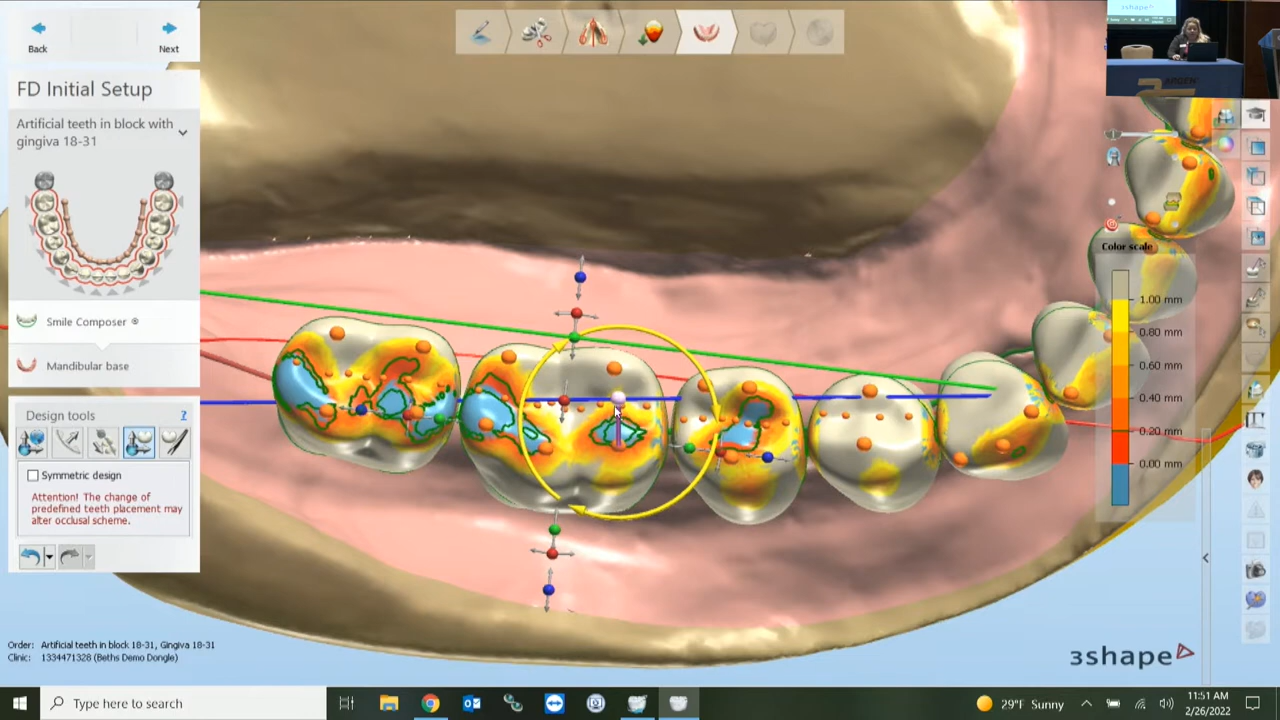 Back
Next
FD Initial Setup
Artificial teeth in block with
gingiva 18-31
Smile Composer
Mandibular base
Design tools
?
Symmetric design
Attention! The change of
predefined teeth placement may
alter occlusal scheme.
Order: Artificial teeth in block 18-31, Gingiva 18-31
Clinic: 1334471328 (Beths Demo Dongle)
3shape
ARGEN
Color scale
1.00 mm
0.80 mm
0.60 mm
0.40 mm
0.20 mm
0.00 mm
3shape
Type here to search
29°F Sunny
11:51 AM
2/26/2022